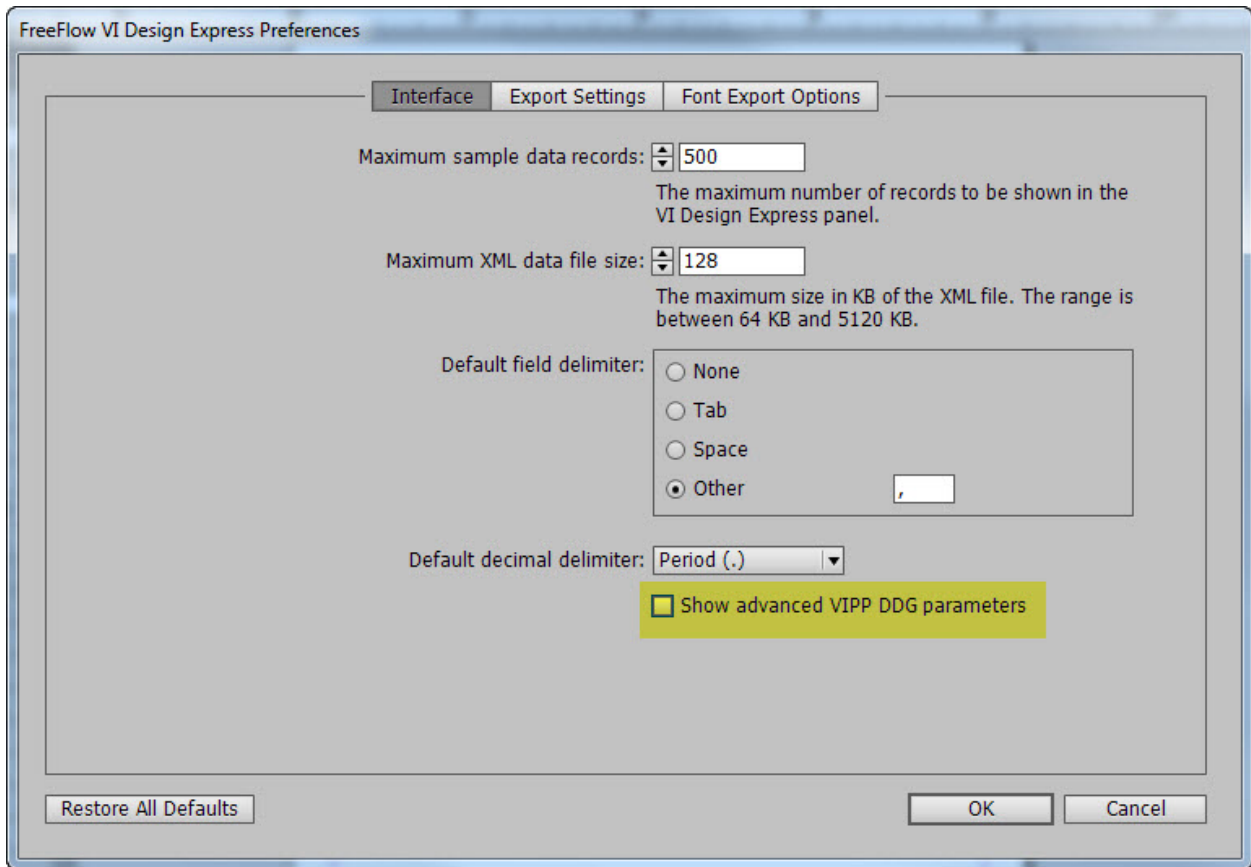 FreeFlow VI Design Express Preferences
Interface Export Settings Font Export Options
Maximum sample data records: 500
The maximum number of records to be shown in the
VI Design Express panel.
Maximum XML data file size: 128
The maximum size in KB of the XML file. The range is
between 64 KB and 5120 KB.
Default field delimiter:
None
Tab
Space
Other ,
Default decimal delimiter: Period (.)
Show advanced VIPP DDG parameters
Restore All Defaults OK Cancel